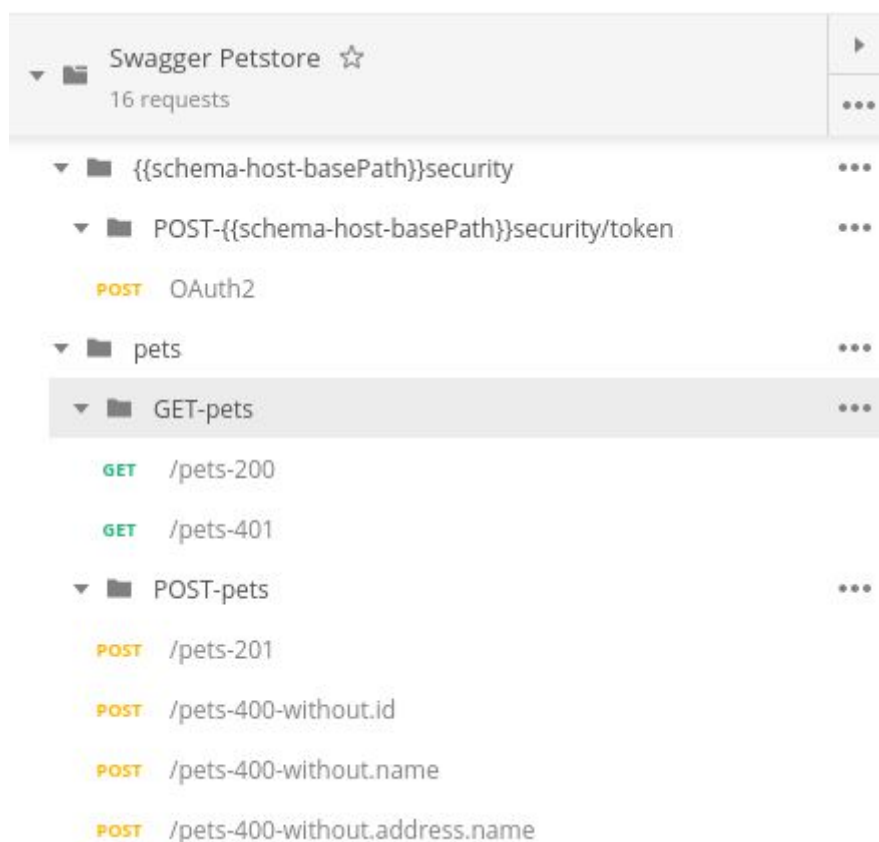 Swagger Petstore
16 requests
{{schema-host-basePath}}security
POST-{{schema-host-basePath}}security/token
POST OAuth2
pets
GET-pets
GET /pets-200
GET /pets-401
POST-pets
POST /pets-201
POST /pets-400-without.id
POST /pets-400-without.name
POST /pets-400-without.address.name